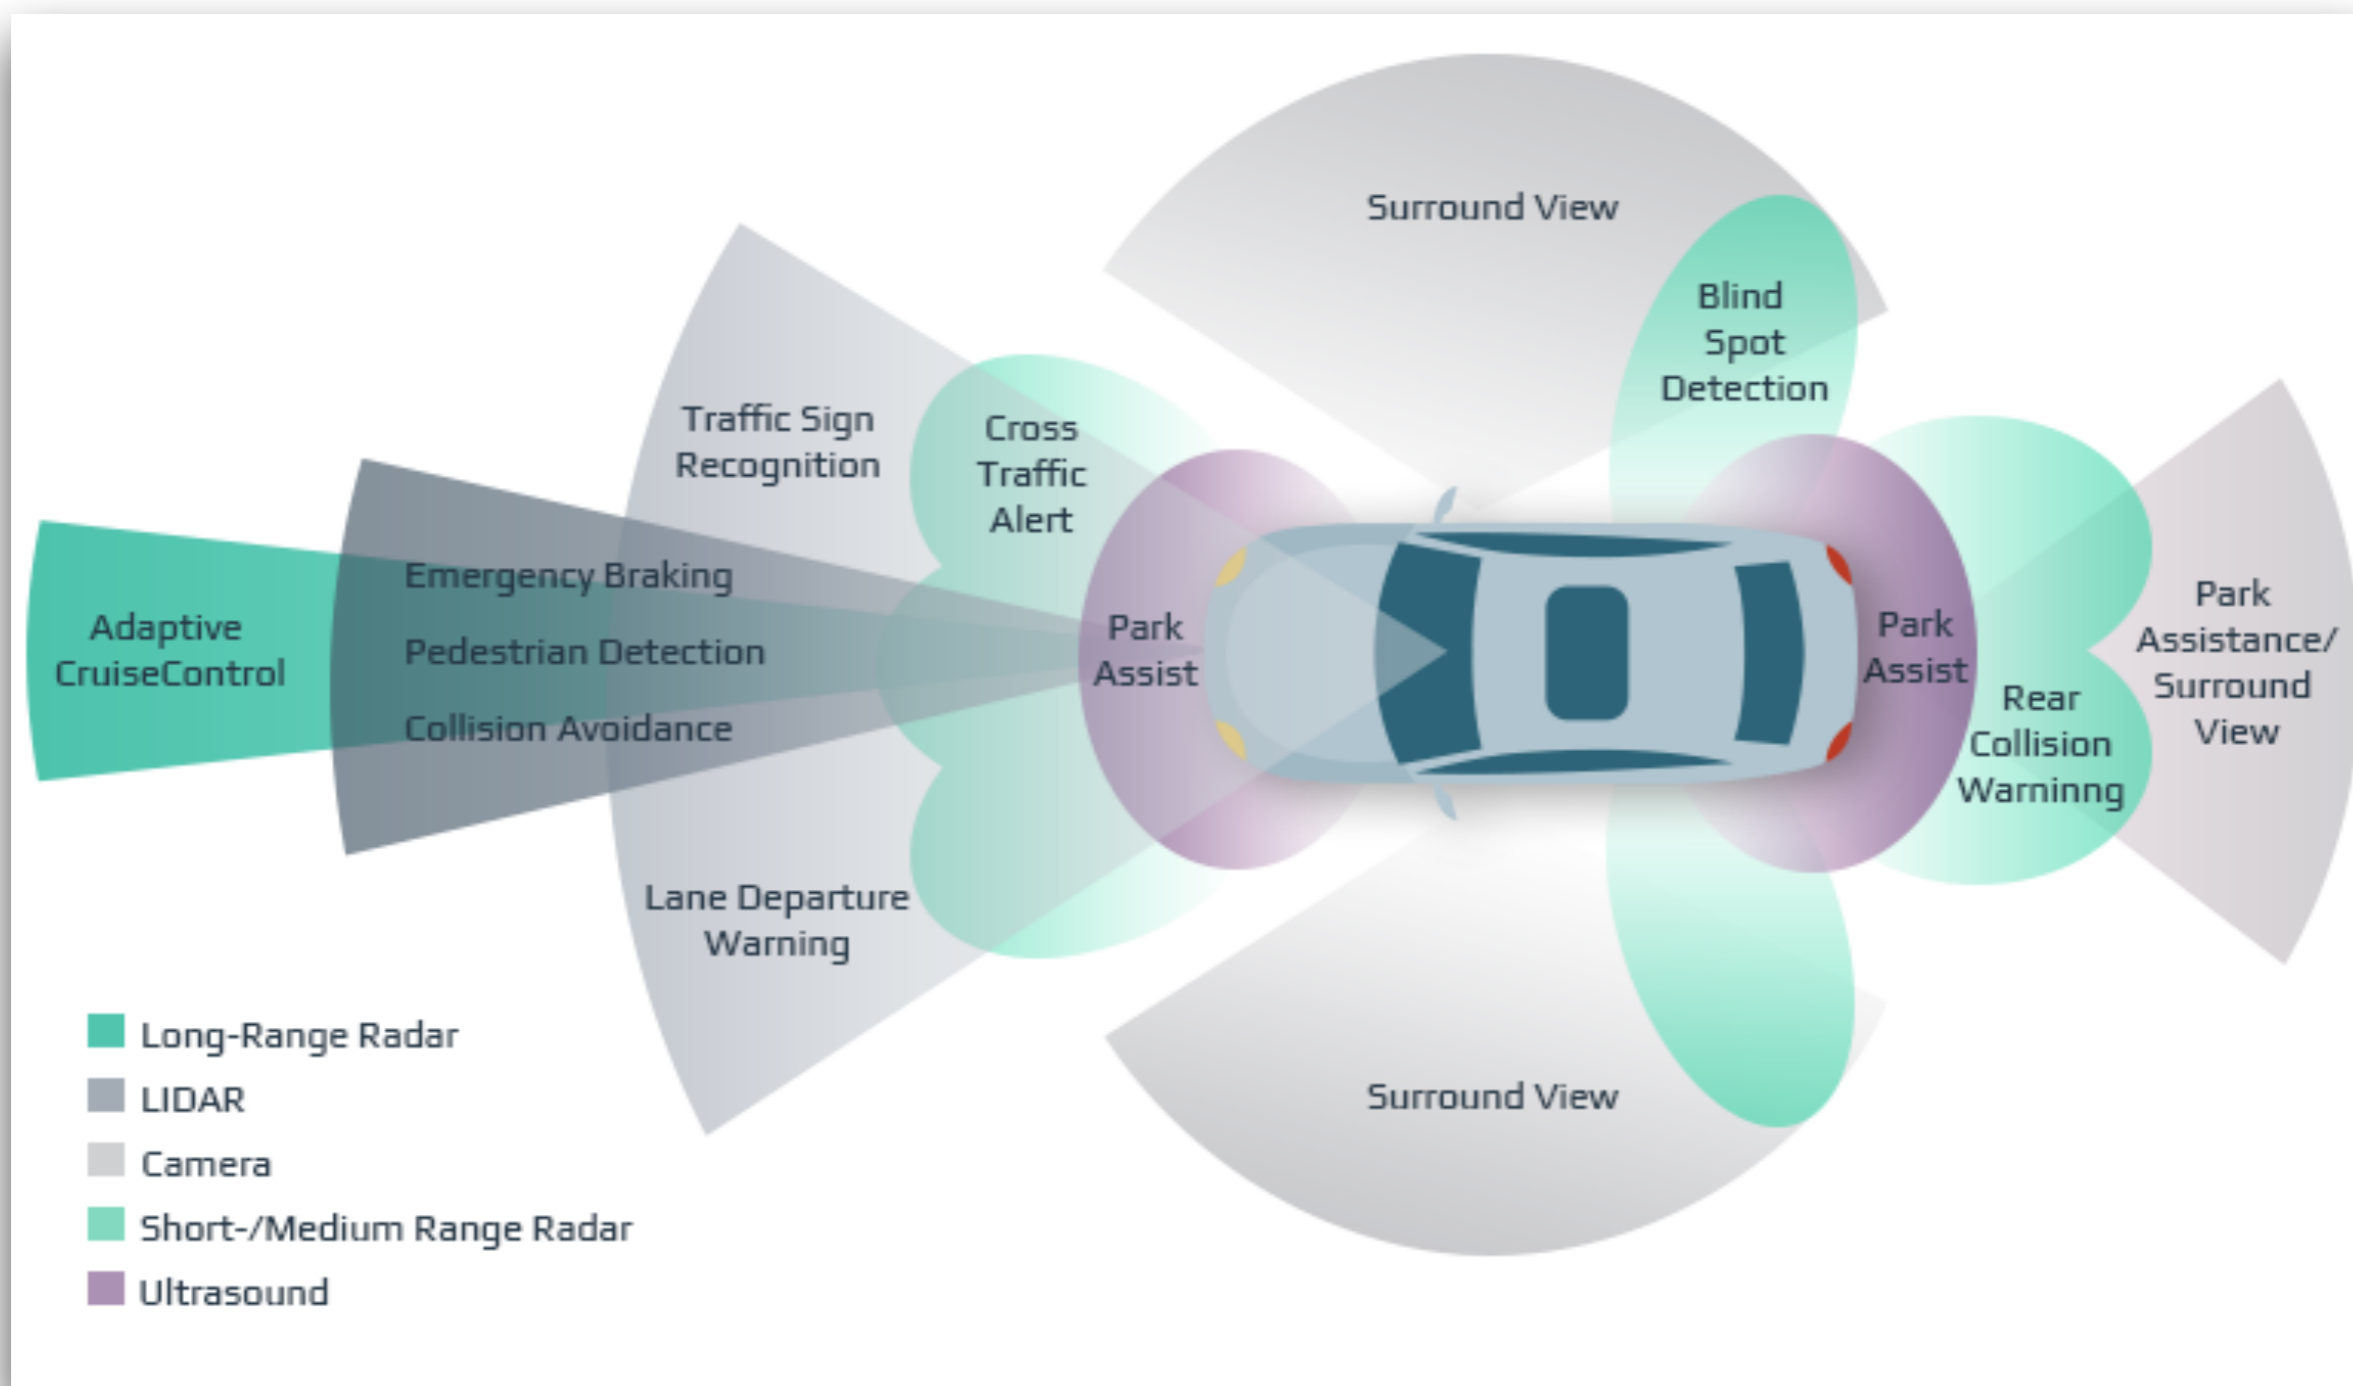 Surround View
Blind
Spot
Detection
Traffic Sign
Recognition
Cross
Traffic
Alert
Emergency Braking
Pedestrian Detection
Collision Avoidance
Adaptive
CruiseControl
Park
Assist
Park
Assist
Park
Assistance/
Surround
View
Rear
Collision
Warninng
Lane Departure
Warning
Surround View
Long-Range Radar
LIDAR
Camera
Short-/Medium Range Radar
Ultrasound